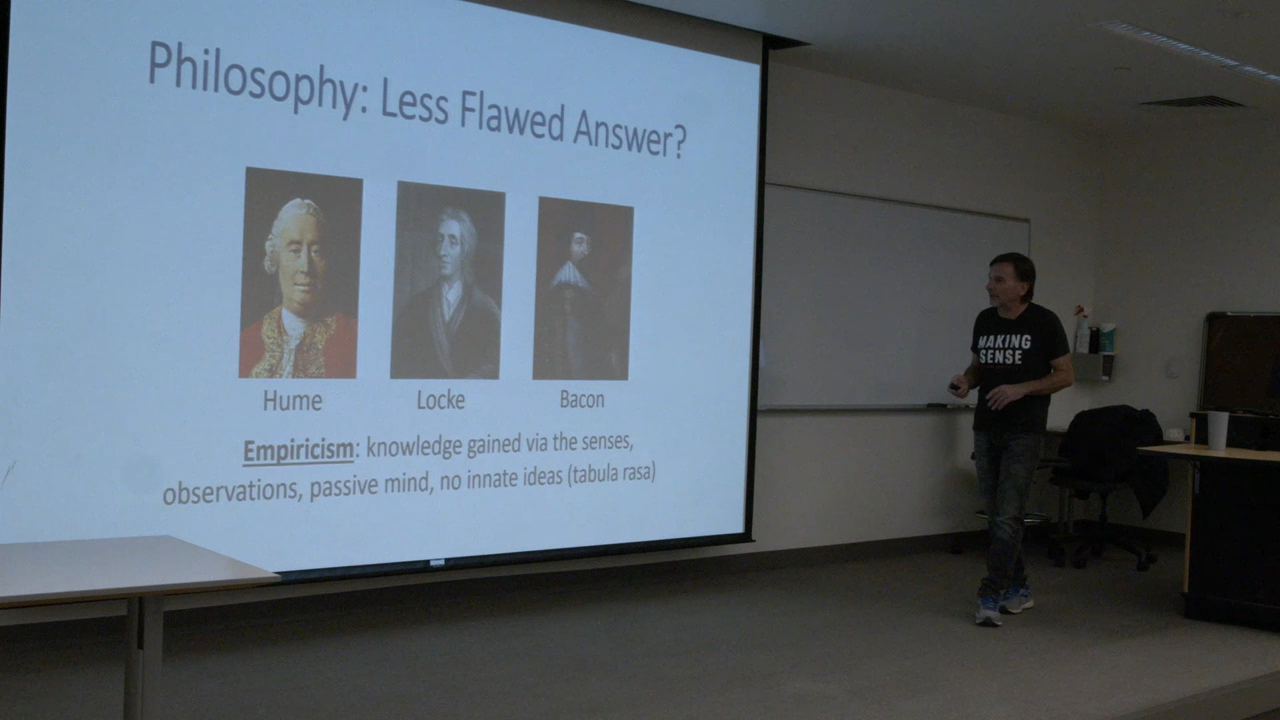 Philosophy: Less Flawed Answer?
Hume
Locke
Bacon
Empiricism: knowledge gained via the senses,
observations, passive mind, no innate ideas (tabula rasa)
MAKING
SENSE